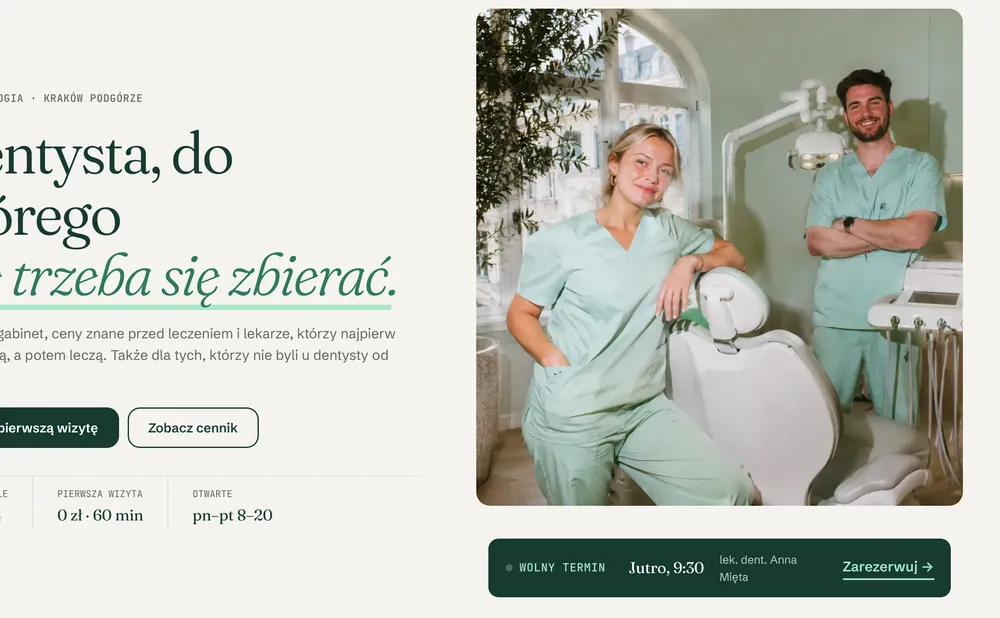 OGIA · KRAKÓW PODGÓRZE
entysta, do
órego
trzeba się zbierać.
gabinet, ceny znane przed leczeniem i lekarze, którzy najpierw
ą, a potem leczą. Także dla tych, którzy nie byli u dentysty od
pierwszą wizytę
Zobacz cennik
LE
PIERWSZA WIZYTA
0 zł · 60 min
OTWARTE
pn–pt 8–20
WOLNY TERMIN
Jutro, 9:30
lek. dent. Anna
Mięta
Zarezerwuj →